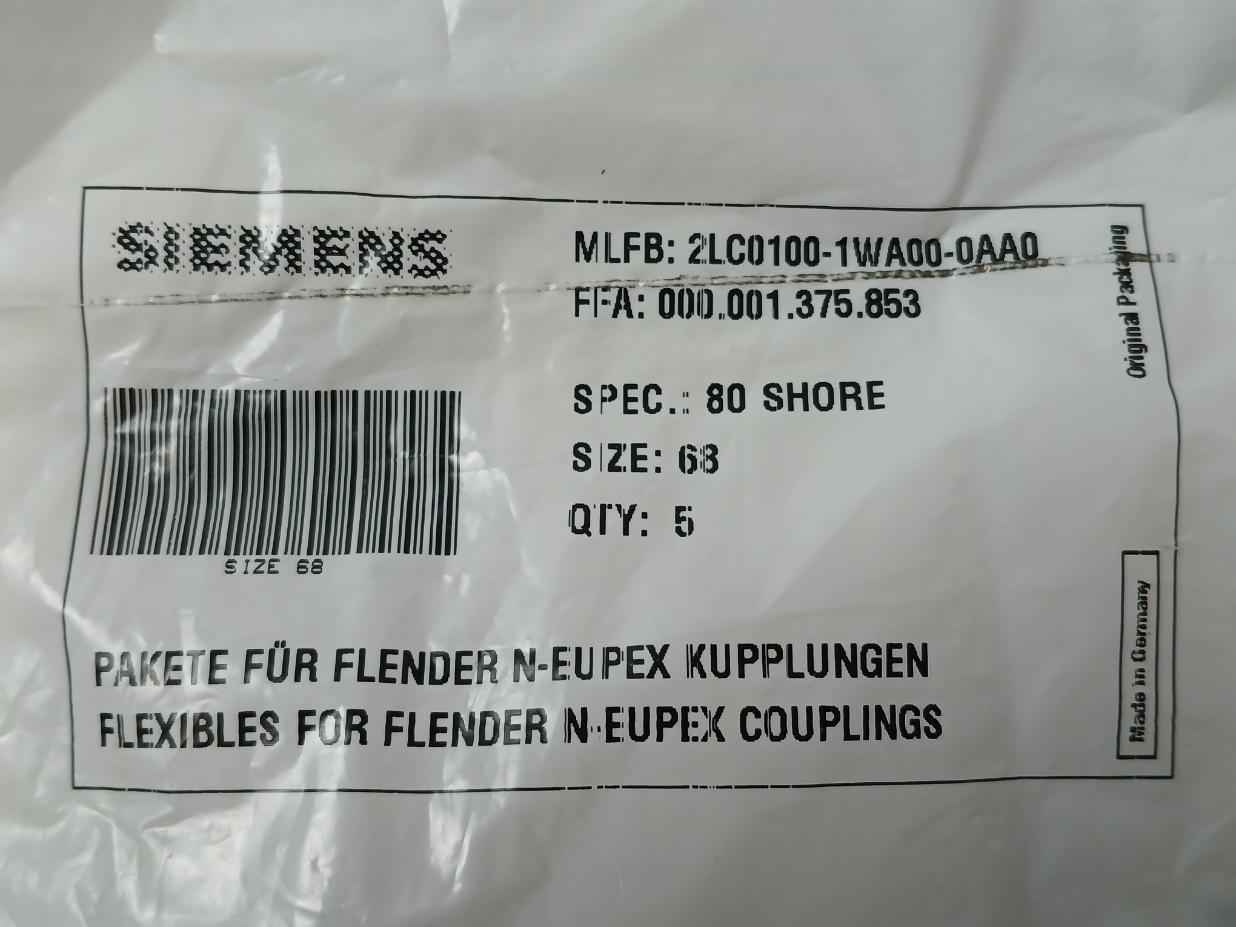 SIEMENS
MLFB: 2LC0100-1WA00-0AA0
FFA: 000.001.375.853
Original Packaging
SPEC.: 80 SHORE
SIZE: 68
QTY: 5
SIZE 68
Made in Germany
PAKETE FÜR FLENDER N-EUPEX KUPPLUNGEN
FLEXIBLES FOR FLENDER N-EUPEX COUPLINGS